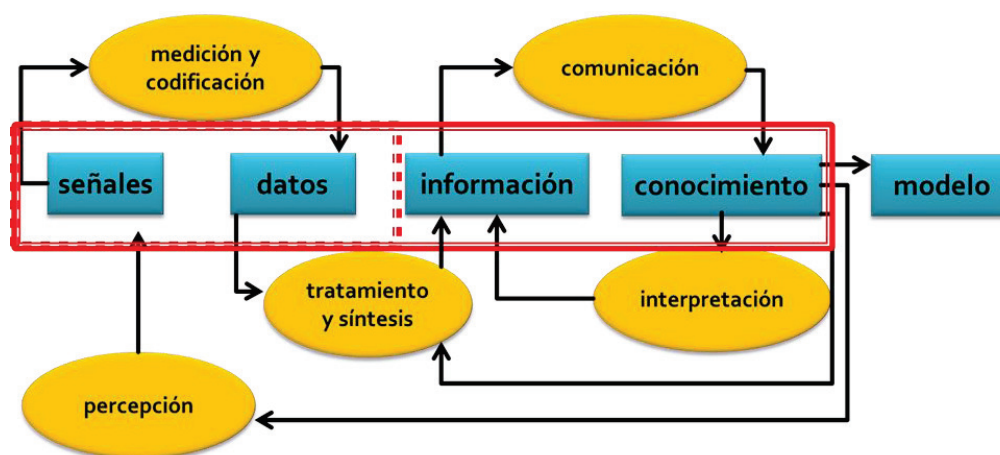 medición y
codificación
comunicación
señales
datos
información
conocimiento
modelo
tratamiento
y síntesis
interpretación
percepción